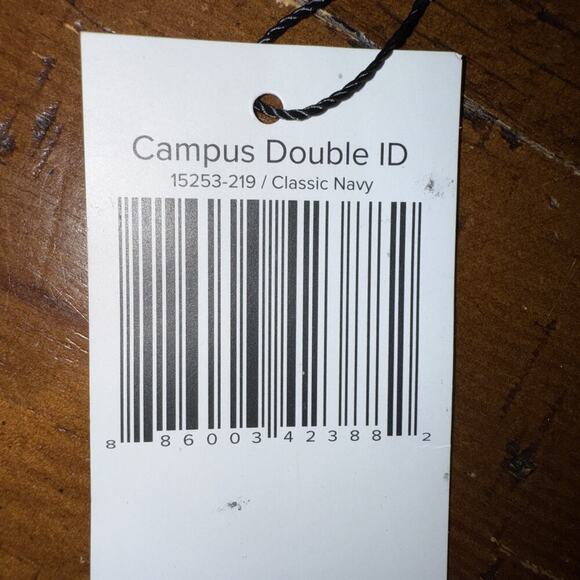 Campus Double ID
15253-219 / Classic Navy
8 86003 42388 2